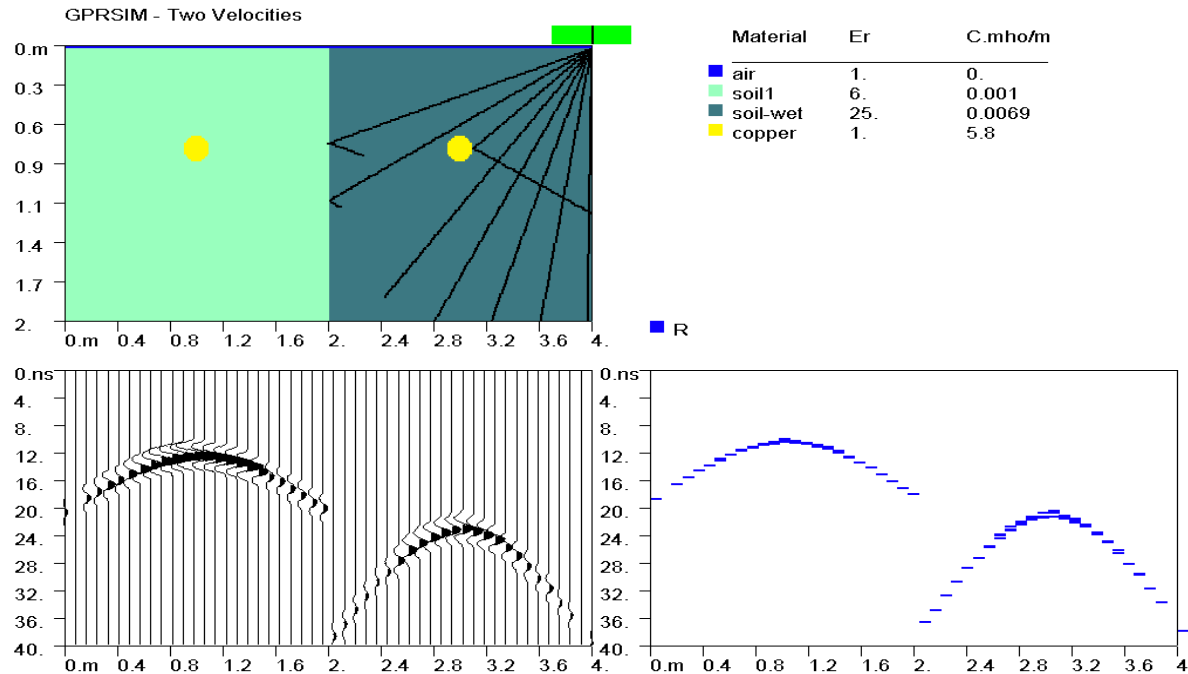 GPRSIM - Two Velocities
Material Er C.mho/m
air 1. 0.
soil1 6. 0.001
soil-wet 25. 0.0069
copper 1. 5.8
0.m
0.3
0.6
0.9
1.1
1.4
1.7
2.
0.m 0.4 0.8 1.2 1.6 2. 2.4 2.8 3.2 3.6 4.
R
0.ns
4.
8.
12.
16.
20.
24.
28.
32.
36.
40.
0.m 0.4 0.8 1.2 1.6 2. 2.4 2.8 3.2 3.6 4.
0.ns
4.
8.
12.
16.
20.
24.
28.
32.
36.
40.
0.m 0.4 0.8 1.2 1.6 2. 2.4 2.8 3.2 3.6 4